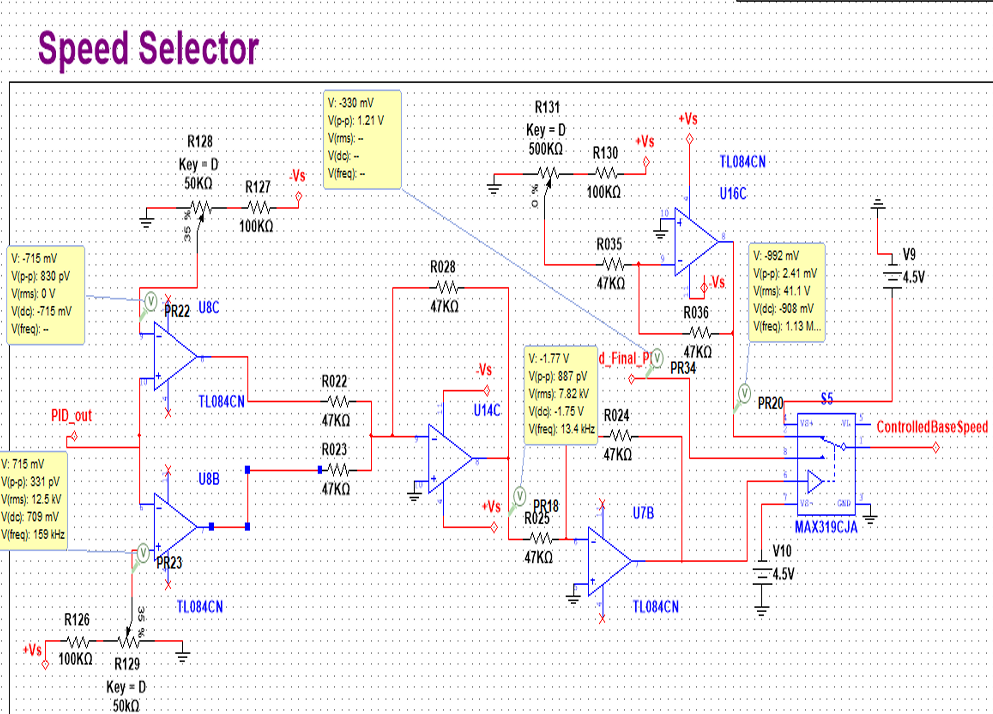 Speed Selector
V: -330 mV
V(p-p): 1.21 V
V(rms): --
V(dc): --
V(freq): --
R131
Key = D
500KΩ
0 %
R130
100KΩ
+Vs
+Vs
TL084CN
U16C
R128
Key = D
50KΩ
35 %
R127
100KΩ
-Vs
V: -715 mV
V(p-p): 830 pV
V(rms): 0 V
V(dc): -715 mV
V(freq): --
PR22
U8C
TL084CN
R035
47KΩ
-Vs
R036
47KΩ
V: -992 mV
V(p-p): 2.41 mV
V(rms): 41.1 V
V(dc): -908 mV
V(freq): 1.13 M...
V9
4.5V
R028
47KΩ
V: -1.77 V
V(p-p): 887 pV
V(rms): 7.82 kV
V(dc): -1.75 V
V(freq): 13.4 kHz
d_Final_P
PR34
PR20
S5
VS+
VL
VS-
GND
MAX319CJA
ControlledBaseSpeed
R022
47KΩ
-Vs
U14C
+Vs
R023
47KΩ
PID_out
V: 715 mV
V(p-p): 331 pV
V(rms): 12.5 kV
V(dc): 709 mV
V(freq): 159 kHz
U8B
PR23
TL084CN
R024
47KΩ
PR18
R025
47KΩ
U7B
TL084CN
V10
4.5V
+Vs
R126
100KΩ
35 %
R129
Key = D
50kΩ